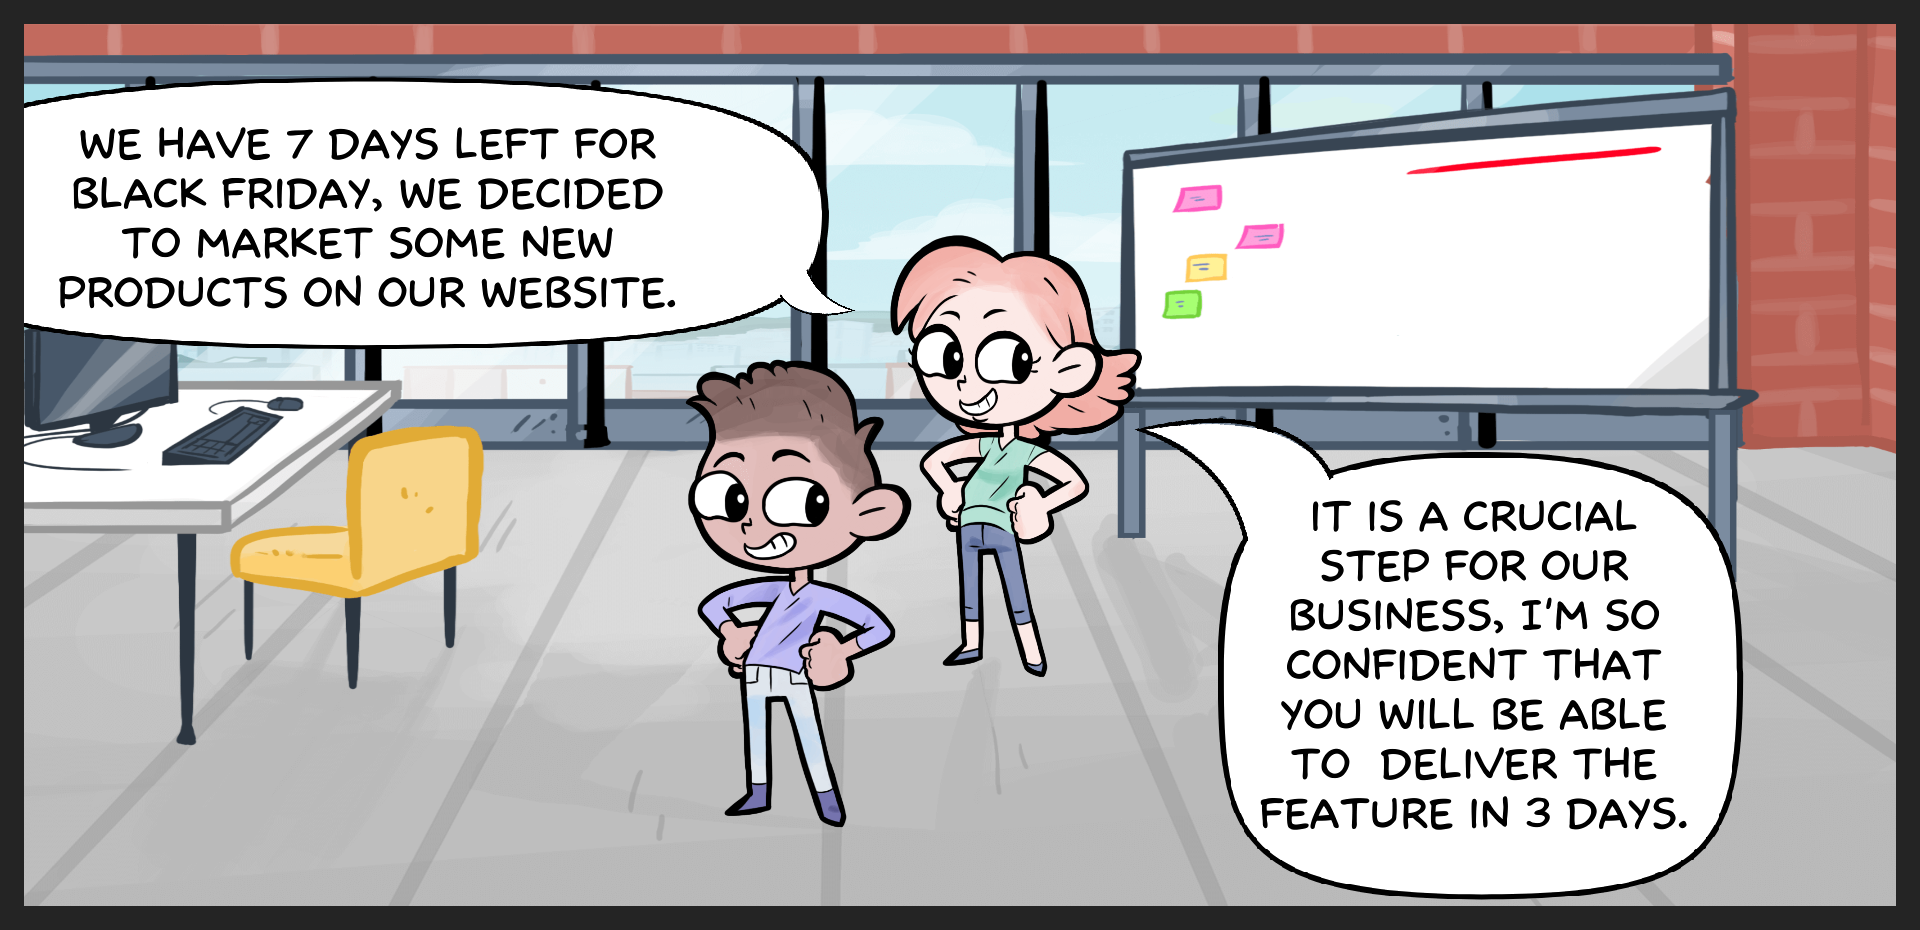 WE HAVE 7 DAYS LEFT FOR
BLACK FRIDAY, WE DECIDED
TO MARKET SOME NEW
PRODUCTS ON OUR WEBSITE.
IT IS A CRUCIAL
STEP FOR OUR
BUSINESS, I'M SO
CONFIDENT THAT
YOU WILL BE ABLE
TO DELIVER THE
FEATURE IN 3 DAYS.